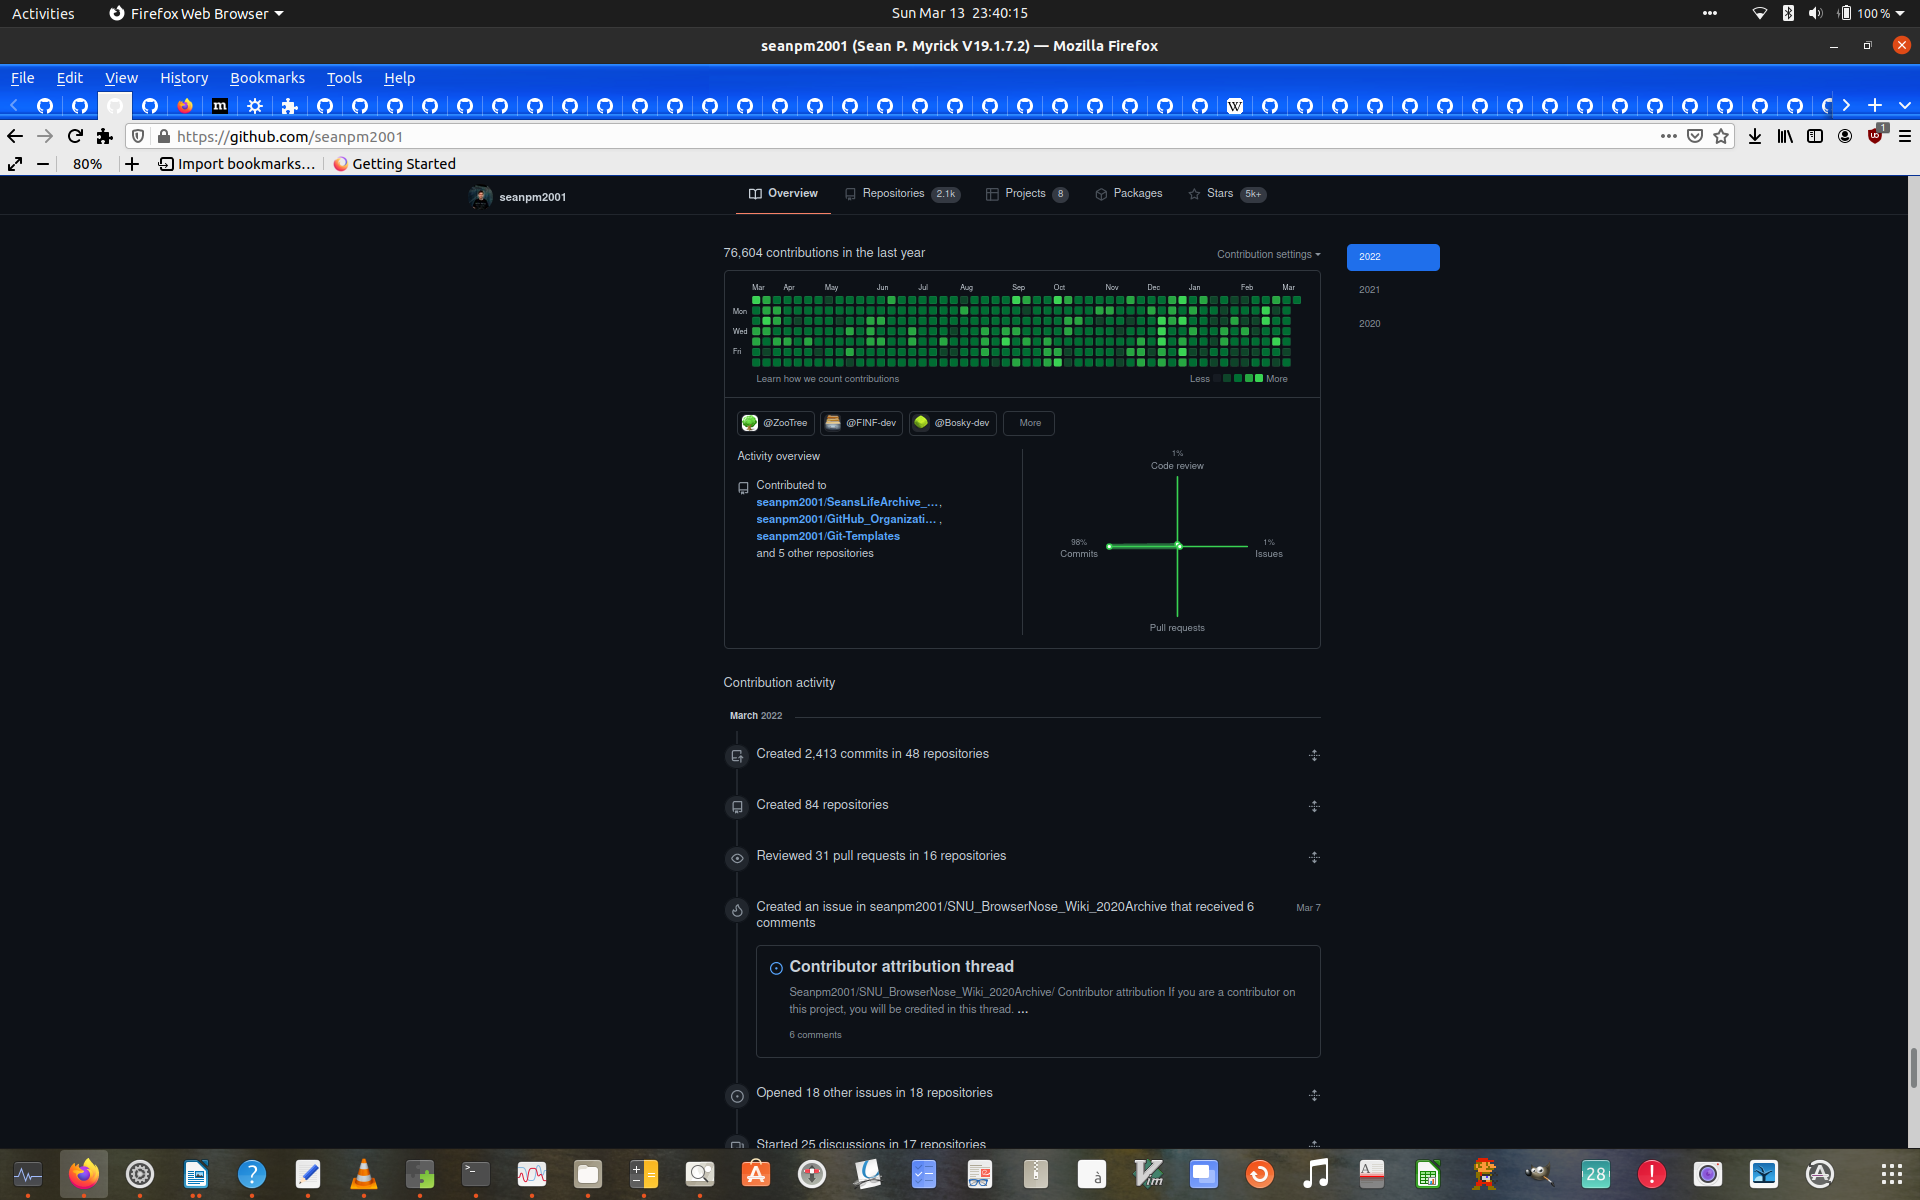 Activities
Firefox Web Browser
Sun Mar 13 23:40:15
100 %
seanpm2001 (Sean P. Myrick V19.1.7.2) — Mozilla Firefox
File Edit View History Bookmarks Tools Help
m
W
https://github.com/seanpm2001
1
80%
Import bookmarks…
Getting Started
seanpm2001
Overview
Repositories 2.1k
Projects 8
Packages
Stars 5k+
76,604 contributions in the last year
Contribution settings
2022
2021
2020
Mar Apr May Jun Jul Aug Sep Oct Nov Dec Jan Feb Mar
Mon
Wed
Fri
Learn how we count contributions
Less More
@ZooTree
@FINF-dev
@Bosky-dev
More
Activity overview
Contributed to
seanpm2001/SeansLifeArchive_…,
seanpm2001/GitHub_Organizati… ,
seanpm2001/Git-Templates
and 5 other repositories
1%
Code review
98%
Commits
1%
Issues
Pull requests
Contribution activity
March 2022
Created 2,413 commits in 48 repositories
Created 84 repositories
Reviewed 31 pull requests in 16 repositories
Created an issue in seanpm2001/SNU_BrowserNose_Wiki_2020Archive that received 6
comments
Mar 7
Contributor attribution thread
Seanpm2001/SNU_BrowserNose_Wiki_2020Archive/ Contributor attribution If you are a contributor on
this project, you will be credited in this thread. …
6 comments
Opened 18 other issues in 18 repositories
Started 25 discussions in 17 repositories
?
>_
à
Vim
A
28
!